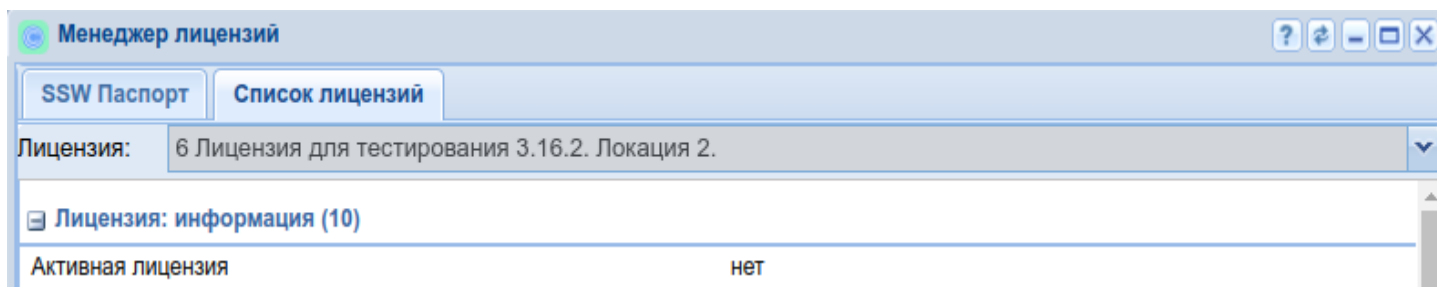 Менеджер лицензий
SSW Паспорт Список лицензий
Лицензия: 6 Лицензия для тестирования 3.16.2. Локация 2.
Лицензия: информация (10)
Активная лицензия нет